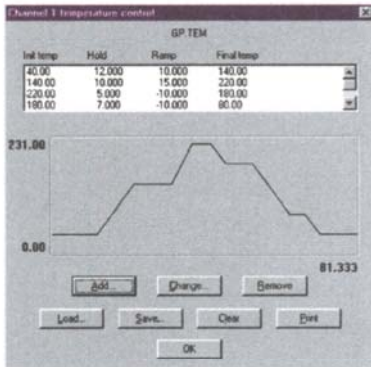 Channel 1 temperature control
GP.TEM
Init temp Hold Ramp Final temp
40.00 12.000 10.000 140.00
140.00 10.000 15.000 220.00
220.00 5.000 -10.000 180.00
180.00 7.000 -10.000 80.00
231.00
0.00
81.333
Add... Change... Remove
Load... Save... Clear Print
OK